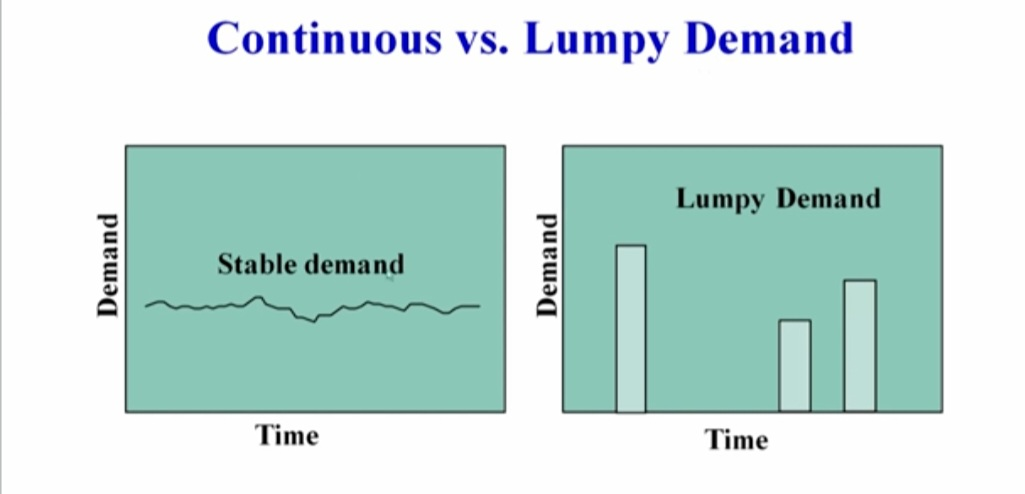 Continuous vs. Lumpy Demand
Demand
Stable demand
Time
Demand
Lumpy Demand
Time